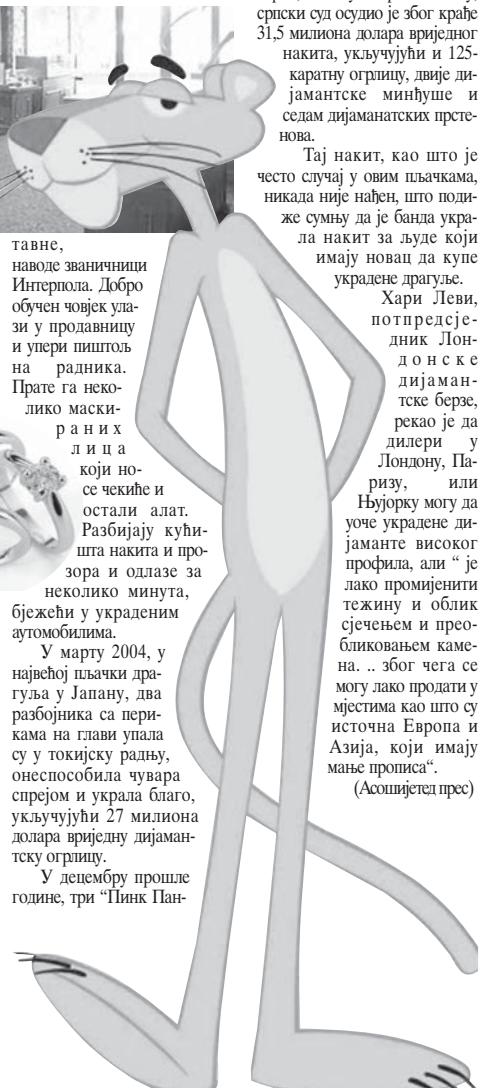 тавне,
наводе званичници
Интерпола. Добро
обучен човјек ула-
зи у продавницу
и упери пиштољ
на радника.
Прате га неко-
лико маски-
раних
лица
који но-
се чекиће и
остали алат.
Разбијају кући-
шта накита и про-
зора и одлазе за
неколико минута,
бјежећи у украденим
аутомобилима.
У марту 2004, у
највећој пљачки дра-
гуља у Јапану, два
разбојника са пери-
кама на глави упала
су у токијску радњу,
онеспособила чувара
спрејом и украла благо,
укључујући 27 милиона
долара вриједну дијаман-
тску огрлицу.
У децембру прошле
године, три “Пинк Пан-
српски суд осудио је због крађе
31,5 милиона долара вриједног
накита, укључујући и 125-
каратну огрлицу, двије ди-
јамантске минђуше и
седам дијаманатских прсте-
нова.
Тај накит, као што је
често случај у овим пљачкама,
никада није нађен, што поди-
же сумњу да је банда укра-
ла накит за људе који
имају новац да купе
украдене драгуље.
Хари Леви,
потпредсје-
дник Лон-
донске
дијаман-
тске берзе,
рекао је да
дилери у
Лондону, Па-
ризу, или
Њујорку могу да
уоче украдене ди-
јаманте високог
профила, али “ је
лако промијенити
тежину и облик
сјечењем и прео-
бликовањем каме-
на. .. због чега се
могу лако продати у
мјестима као што су
источна Европа и
Азија, који имају
мање прописа“.
(Асошијетед прес)